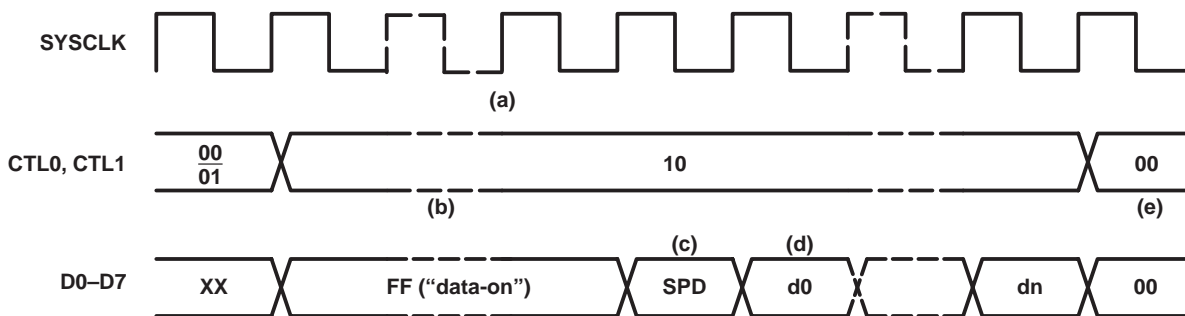 SYSCLK
(a)
CTL0, CTL1
00
01
10
00
(b)
(e)
(c)
(d)
D0–D7
XX
FF (“data-on”)
SPD
d0
dn
00